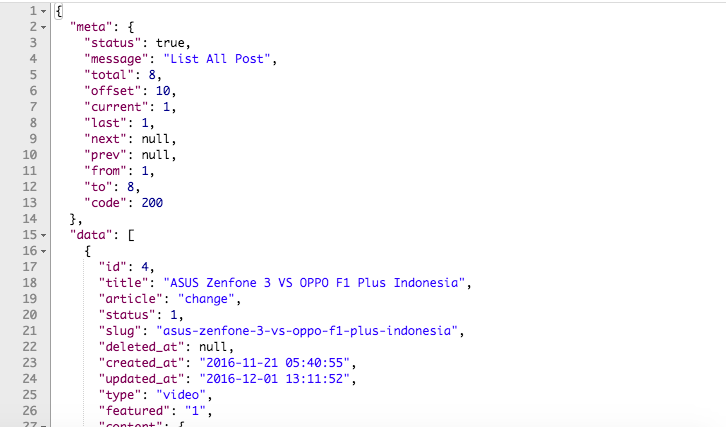 1 {
2 "meta": {
3 "status": true,
4 "message": "List All Post",
5 "total": 8,
6 "offset": 10,
7 "current": 1,
8 "last": 1,
9 "next": null,
10 "prev": null,
11 "from": 1,
12 "to": 8,
13 "code": 200
14 },
15 "data": [
16 {
17 "id": 4,
18 "title": "ASUS Zenfone 3 VS OPPO F1 Plus Indonesia",
19 "article": "change",
20 "status": 1,
21 "slug": "asus-zenfone-3-vs-oppo-f1-plus-indonesia",
22 "deleted_at": null,
23 "created_at": "2016-11-21 05:40:55",
24 "updated_at": "2016-12-01 13:11:52",
25 "type": "video",
26 "featured": "1",
27 "content": {